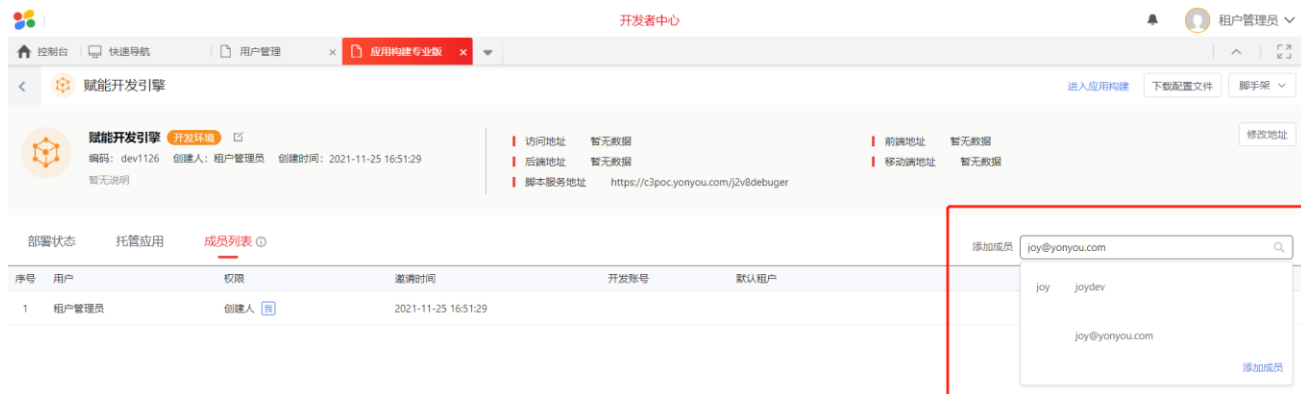 开发者中心
租户管理员
控制台 快速导航 用户管理 × 应用构建专业版 ×
赋能开发引擎
进入应用构建 下载配置文件 脚手架
赋能开发引擎 开发环境
编码: dev1126 创建人: 租户管理员 创建时间: 2021-11-25 16:51:29
暂无说明
访问地址 暂无数据
后端地址 暂无数据
脚本服务地址 https://c3poc.yonyou.com/j2v8debuger
前端地址 暂无数据
移动端地址 暂无数据
修改地址
部署状态 托管应用 成员列表
添加成员 joy@yonyou.com
序号 用户 权限 邀请时间 开发账号 默认租户
1 租户管理员 创建人 我 2021-11-25 16:51:29
joy joydev
joy@yonyou.com
添加成员